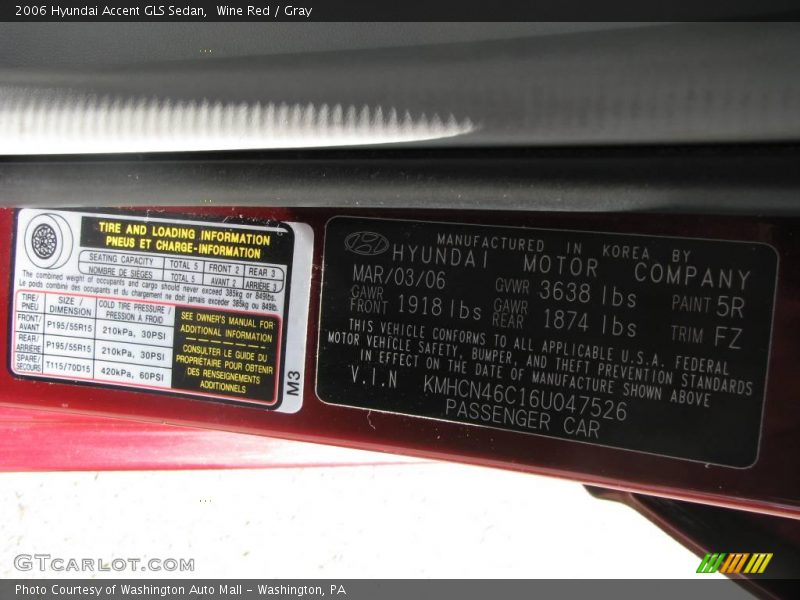 2006 Hyundai Accent GLS Sedan,  Wine Red / Gray
TIRE AND LOADING INFORMATION
PNEUS ET CHARGE-INFORMATION
SEATING CAPACITY TOTAL 5 FRONT 2 REAR 3
NOMBRE DE SIEGES TOTAL 5 AVANT 2 ARRIÈRE 3
The combined weight of occupants and cargo should never exceed 385kg or 849lbs.
Le poids combiné des occupants et du chargement ne doit jamais excéder 385kg ou 849lb.
TIRE/ PNEU SIZE / DIMENSION COLD TIRE PRESSURE / PRESSION A FROID
FRONT/ AVANT P195/55R15 210kPa, 30PSI
REAR/ ARRIÈRE P195/55R15 210kPa, 30PSI
SPARE/ SECOURS T115/70D15 420kPa, 60PSI
SEE OWNER'S MANUAL FOR
ADDITIONAL INFORMATION
CONSULTER LE GUIDE DU
PROPRIÉTAIRE POUR OBTENIR
DES RENSEIGNEMENTS
ADDITIONNELS
M3
MANUFACTURED IN KOREA BY
HYUNDAI MOTOR COMPANY
MAR/03/06 GVWR 3638 lbs PAINT 5R
GAWR FRONT 1918 lbs GAWR REAR 1874 lbs TRIM FZ
THIS VEHICLE CONFORMS TO ALL APPLICABLE U.S.A. FEDERAL
MOTOR VEHICLE SAFETY, BUMPER, AND THEFT PREVENTION STANDARDS
IN EFFECT ON THE DATE OF MANUFACTURE SHOWN ABOVE
V.I.N KMHCN46C16U047526
PASSENGER CAR
GTCARLOT.COM
Photo Courtesy of Washington Auto Mall - Washington, PA